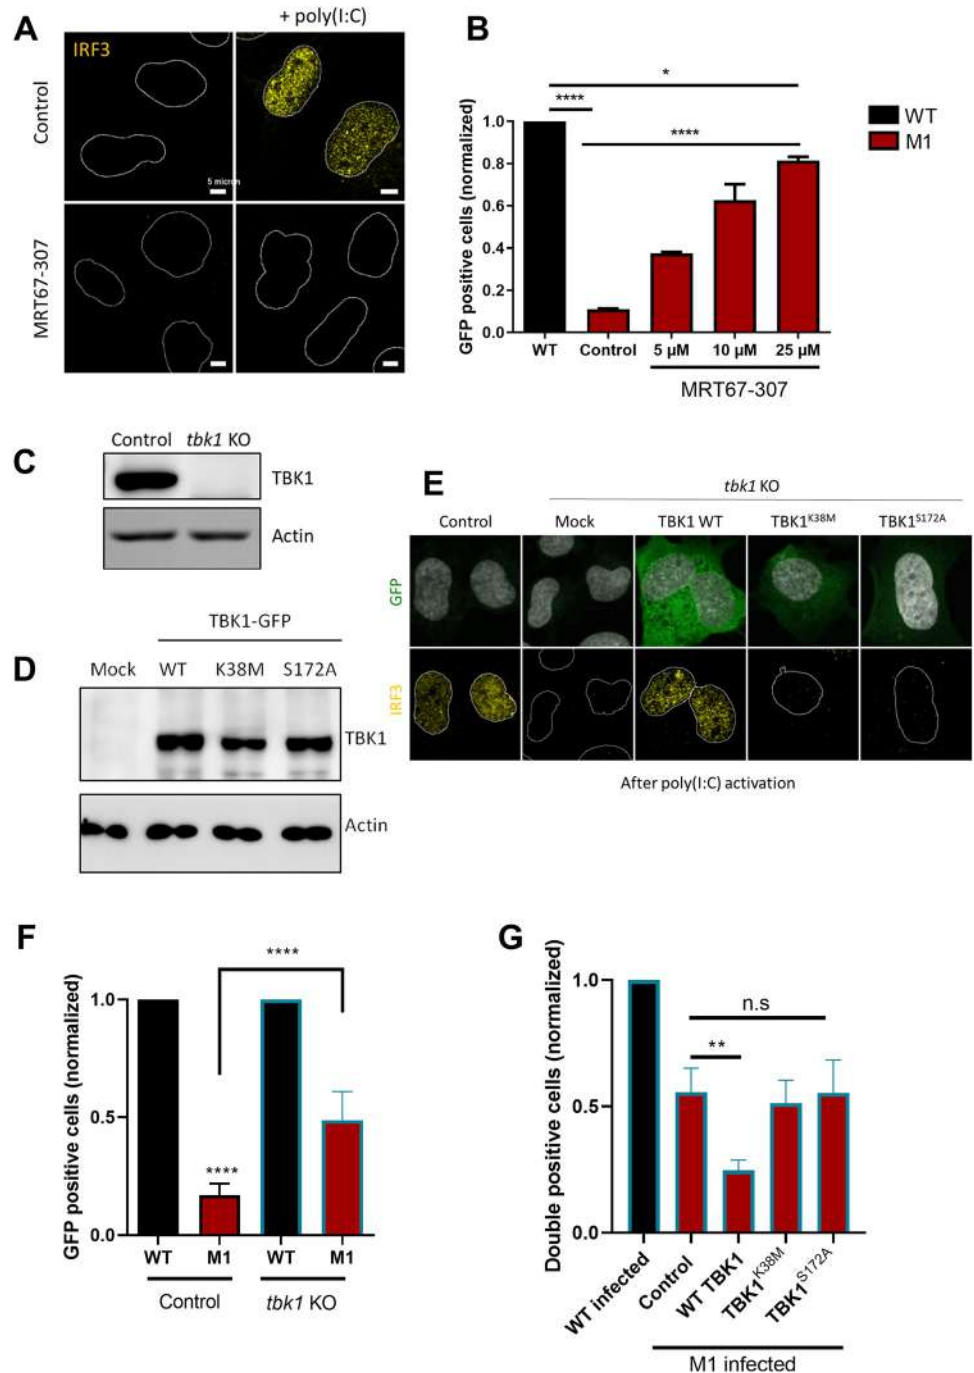 A
+ poly(I:C)
IRF3
Control
5 micron
MRT67-307
B
*
****
****
WT
M1
GFP positive cells (normalized)
1.0
0.8
0.6
0.4
0.2
0.0
WT Control 5 µM 10 µM 25 µM
MRT67-307
C
Control tbk1 KO
TBK1
Actin
D
TBK1-GFP
Mock WT K38M S172A
TBK1
Actin
E
tbk1 KO
Control Mock TBK1 WT TBK1K38M TBK1S172A
GFP
IRF3
After poly(I:C) activation
F
****
GFP positive cells (normalized)
1.0
0.5
0.0
****
WT M1 WT M1
Control tbk1 KO
G
Double positive cells (normalized)
1.0
0.5
0.0
n.s
**
WT infected
Control
WT TBK1
TBK1K38M
TBK1S172A
M1 infected